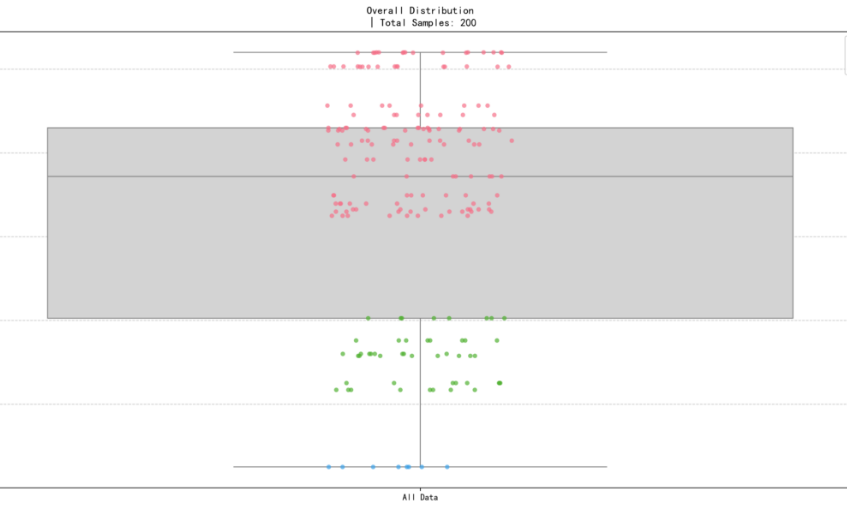 Overall Distribution
| Total Samples: 200
All Data